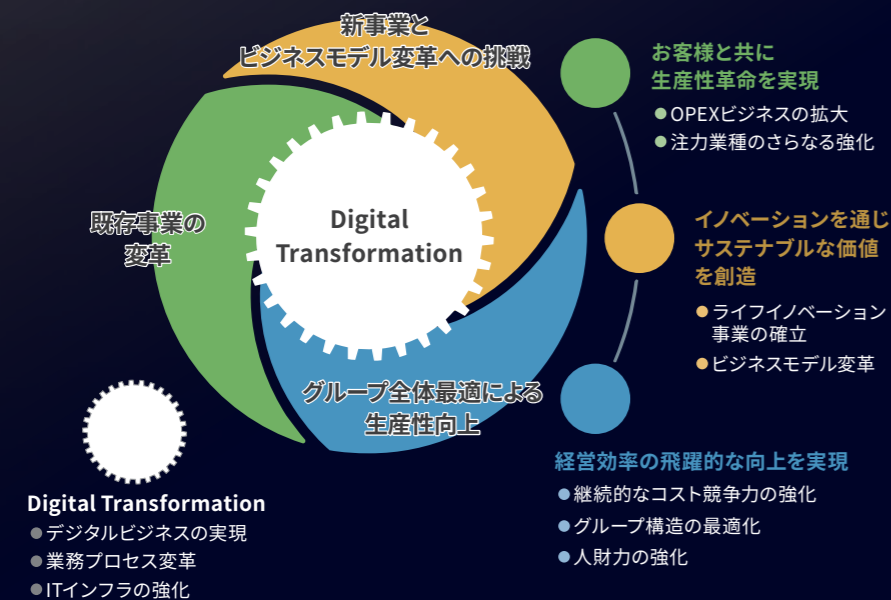 新事業と
ビジネスモデル変革への挑戦
既存事業の
変革
Digital
Transformation
グループ全体最適による
生産性向上
お客様と共に
生産性革命を実現
●OPEXビジネスの拡大
●注力業種のさらなる強化
イノベーションを通じ
サステナブルな価値
を創造
●ライフイノベーション
事業の確立
●ビジネスモデル変革
経営効率の飛躍的な向上を実現
●継続的なコスト競争力の強化
●グループ構造の最適化
●人財力の強化
Digital Transformation
●デジタルビジネスの実現
●業務プロセス変革
●ITインフラの強化